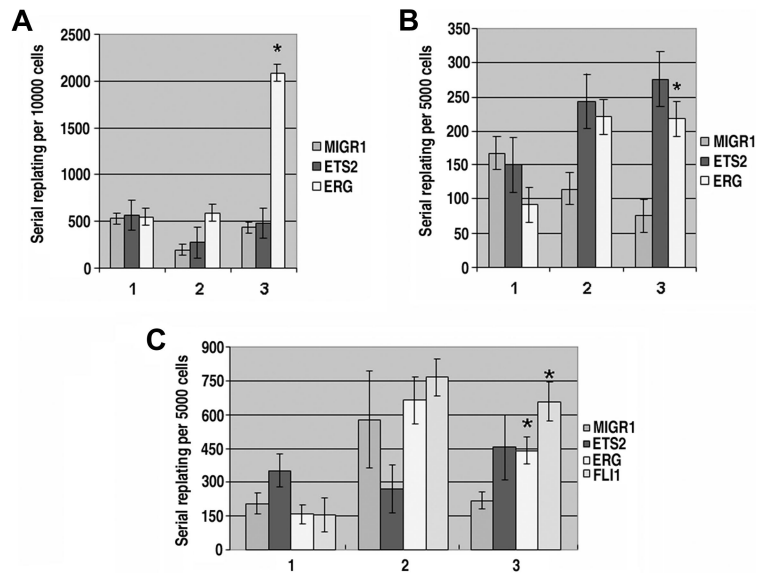 A
Serial replating per 10000 cells
2500
2000
1500
1000
500
0
*
1 2 3
MIGR1
ETS2
ERG
B
Serial replating per 5000 cells
350
300
250
200
150
100
50
0
*
1 2 3
MIGR1
ETS2
ERG
C
Serial replating per 5000 cells
900
750
600
450
300
150
0
* *
1 2 3
MIGR1
ETS2
ERG
FLI1